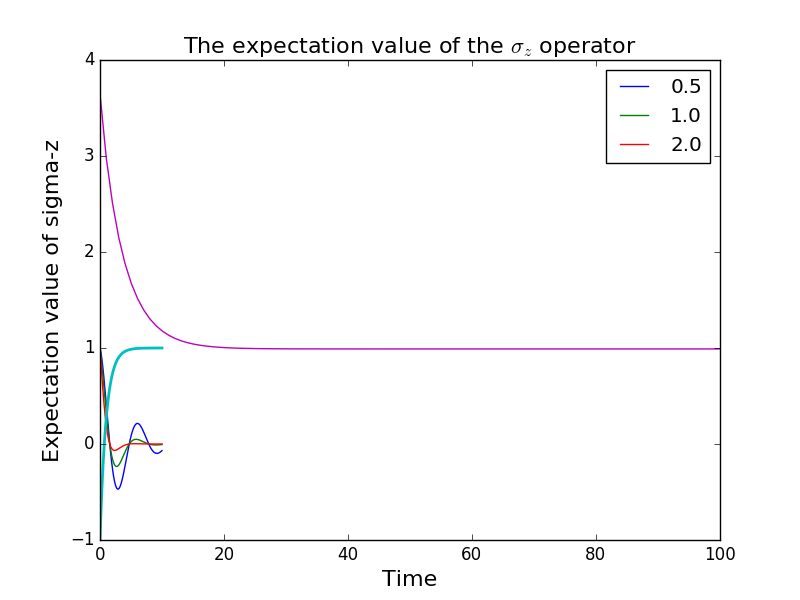 The expectation value of the σz operator
4
3
2
1
0
−1
Expectation value of sigma-z
0.5
1.0
2.0
0 20 40 60 80 100
Time